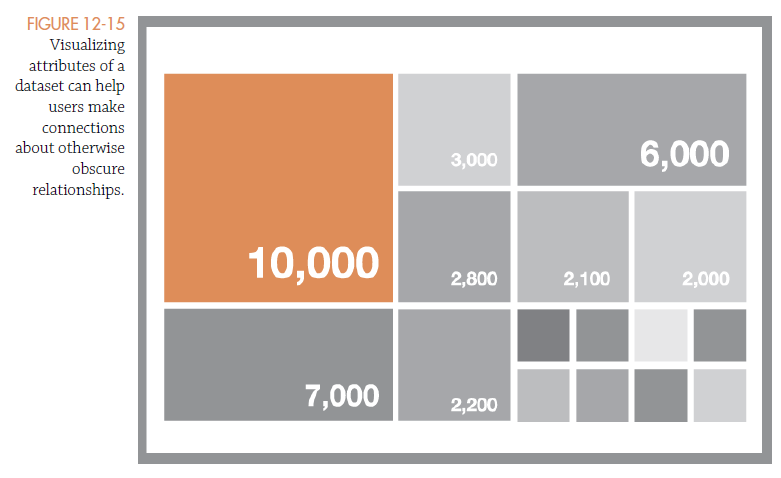 FIGURE 12-15
Visualizing
attributes of a
dataset can help
users make
connections
about otherwise
obscure
relationships.
10,000
3,000
6,000
2,800
2,100
2,000
7,000
2,200